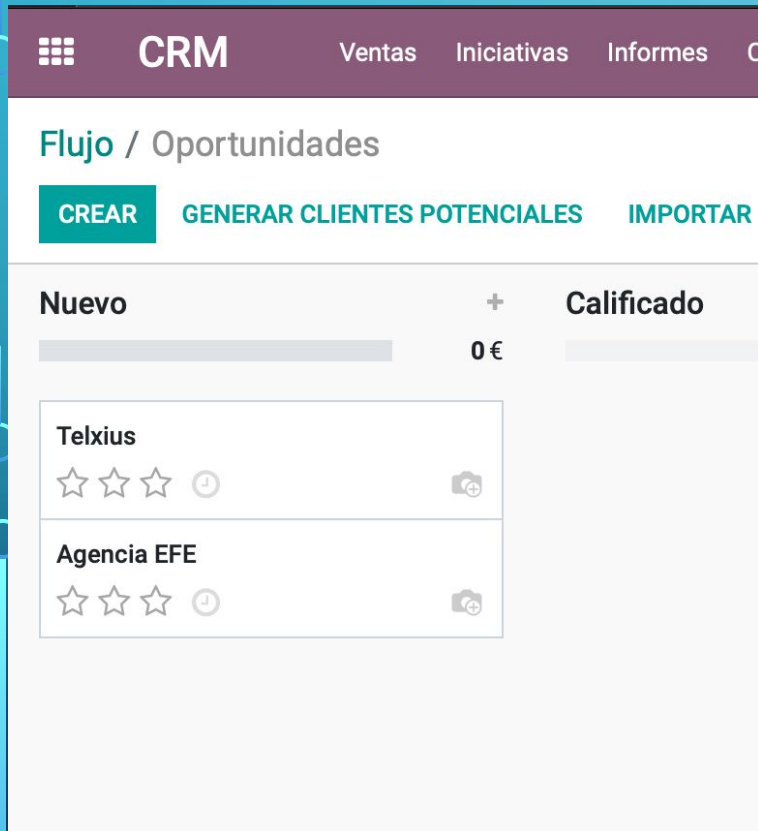 CRM Ventas Iniciativas Informes
Flujo / Oportunidades
CREAR GENERAR CLIENTES POTENCIALES IMPORTAR
Nuevo + Calificado
0 €
Telxius
Agencia EFE